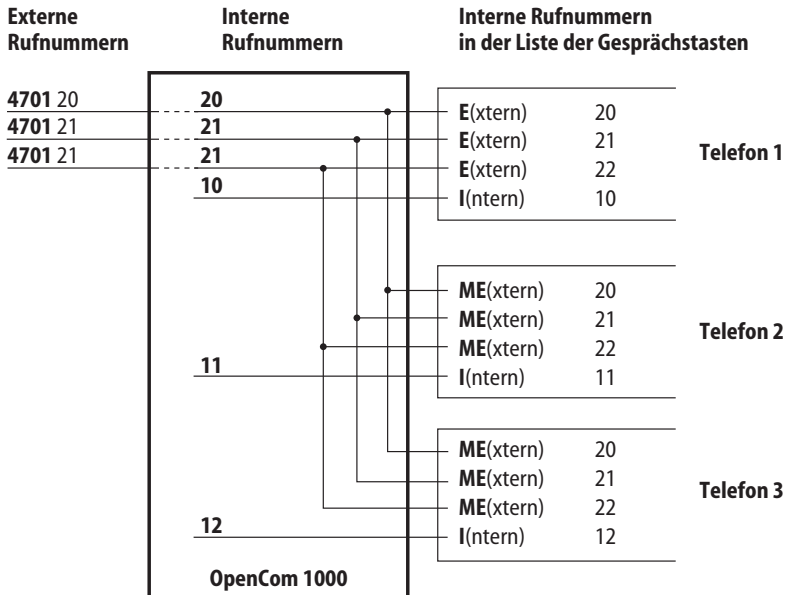 Externe
Rufnummern
Interne
Rufnummern
Interne Rufnummern
in der Liste der Gesprächstasten
4701 20
4701 21
4701 21
20
21
21
10
11
12
OpenCom 1000
E(xtern) 20
E(xtern) 21
E(xtern) 22
I(ntern) 10
Telefon 1
ME(xtern) 20
ME(xtern) 21
ME(xtern) 22
I(ntern) 11
Telefon 2
ME(xtern) 20
ME(xtern) 21
ME(xtern) 22
I(ntern) 12
Telefon 3